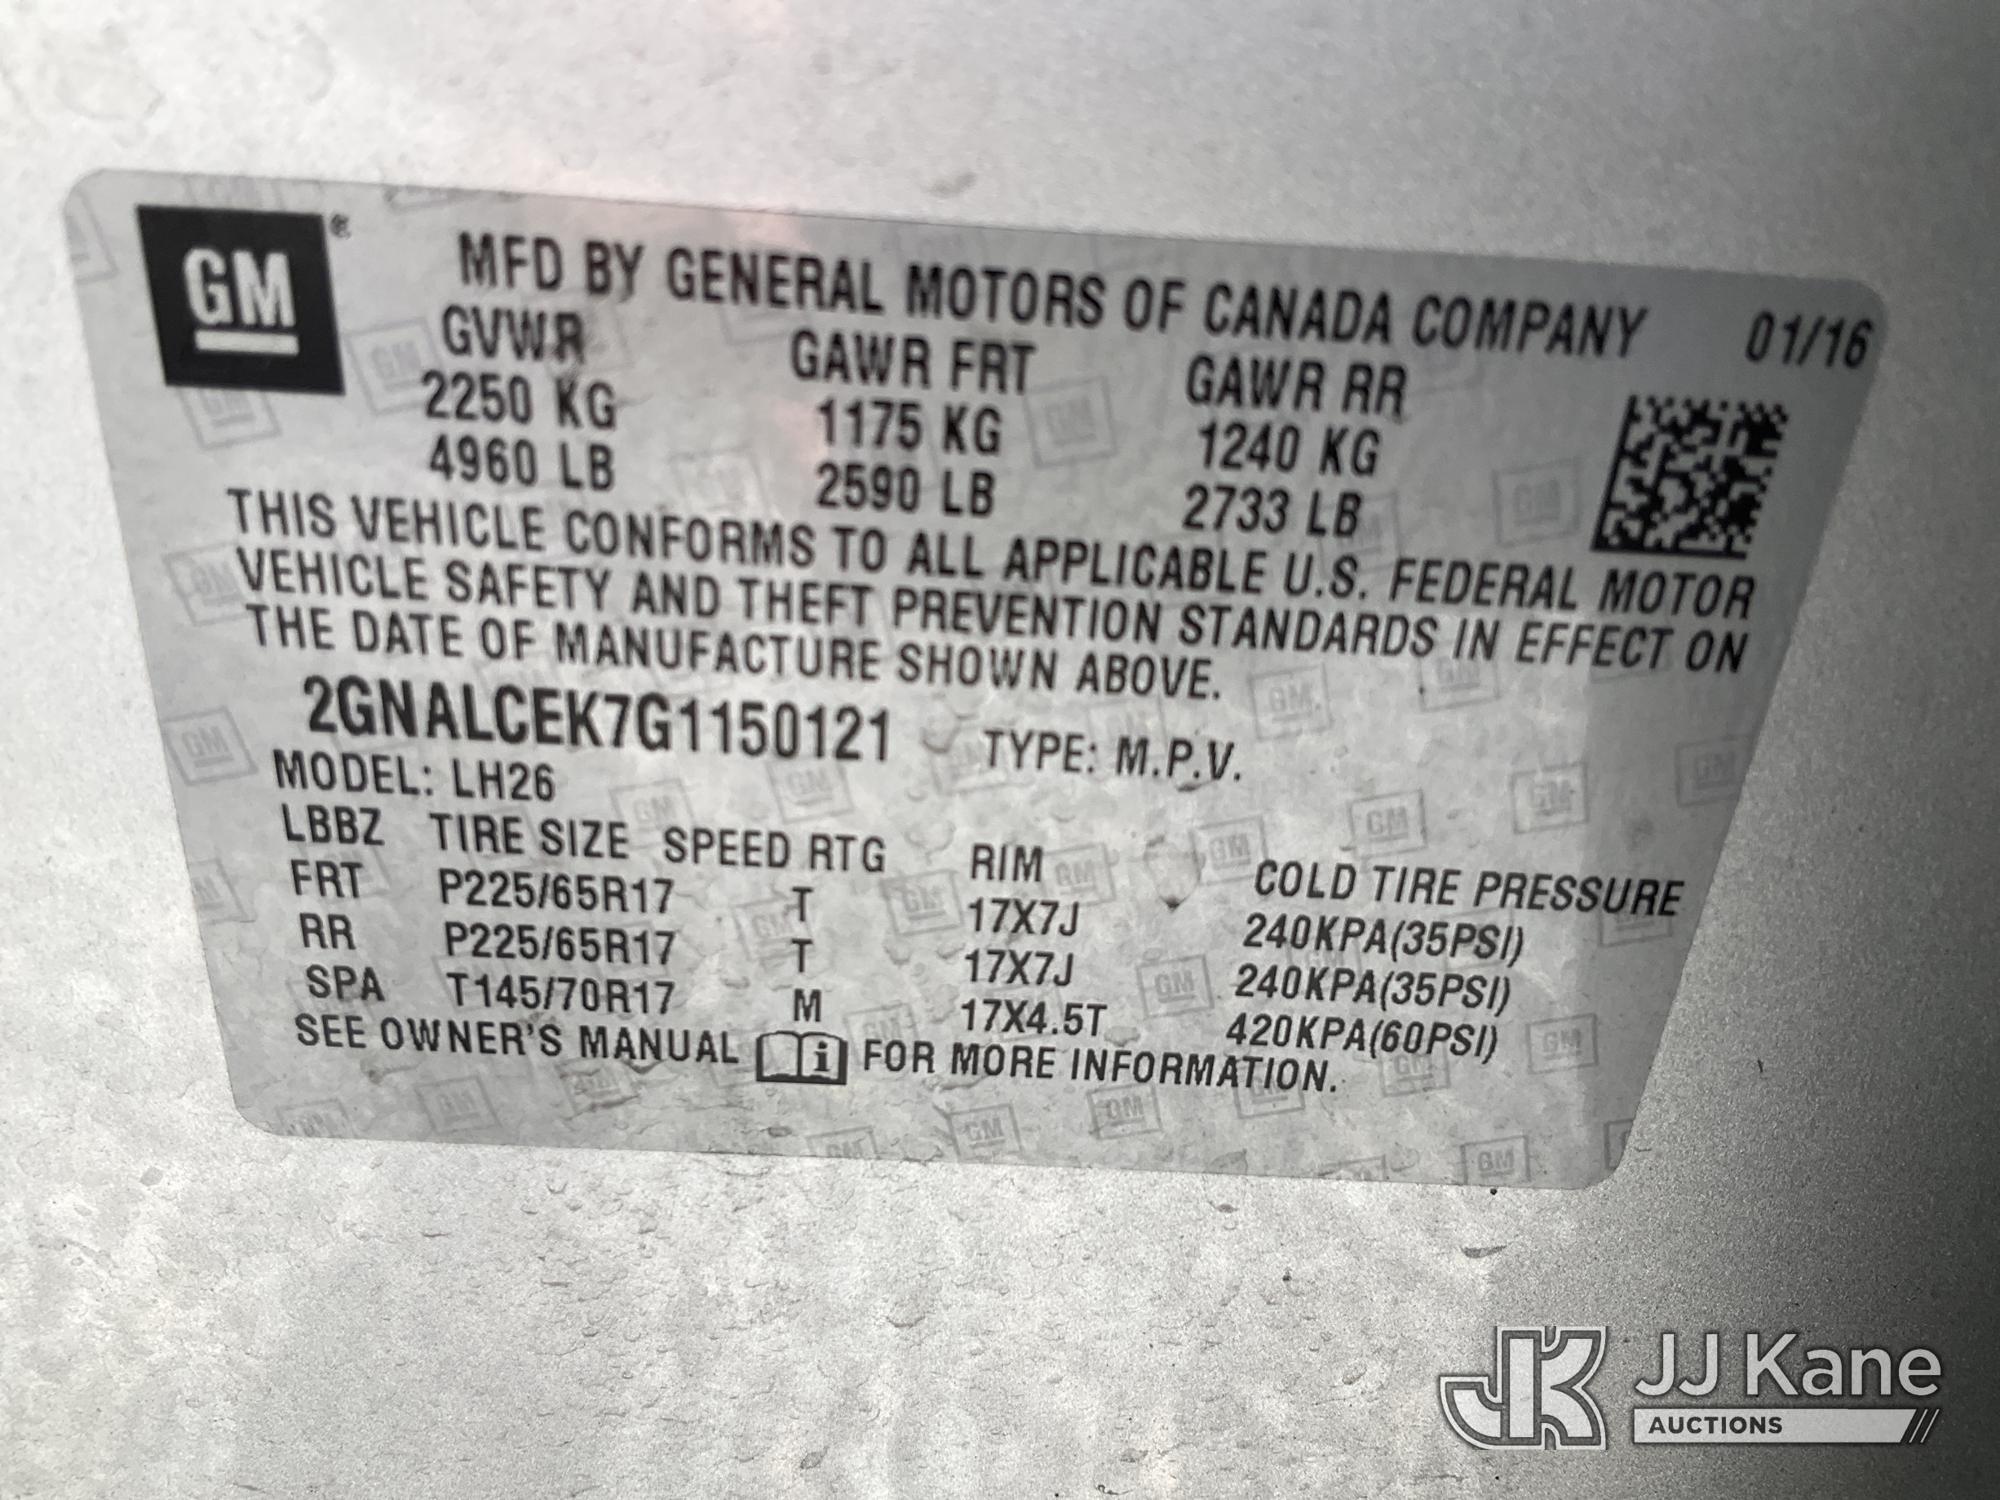 GM®
MFD BY GENERAL MOTORS OF CANADA COMPANY 01/16
GVWR GAWR FRT GAWR RR
2250 KG 1175 KG 1240 KG
4960 LB 2590 LB 2733 LB
THIS VEHICLE CONFORMS TO ALL APPLICABLE U.S. FEDERAL MOTOR
VEHICLE SAFETY AND THEFT PREVENTION STANDARDS IN EFFECT ON
THE DATE OF MANUFACTURE SHOWN ABOVE.
2GNALCEK7G1150121 TYPE: M.P.V.
MODEL: LH26
LBBZ TIRE SIZE SPEED RTG RIM COLD TIRE PRESSURE
FRT P225/65R17 T 17X7J 240KPA(35PSI)
RR P225/65R17 T 17X7J 240KPA(35PSI)
SPA T145/70R17 M 17X4.5T 420KPA(60PSI)
SEE OWNER'S MANUAL i FOR MORE INFORMATION.
JK JJ Kane
AUCTIONS